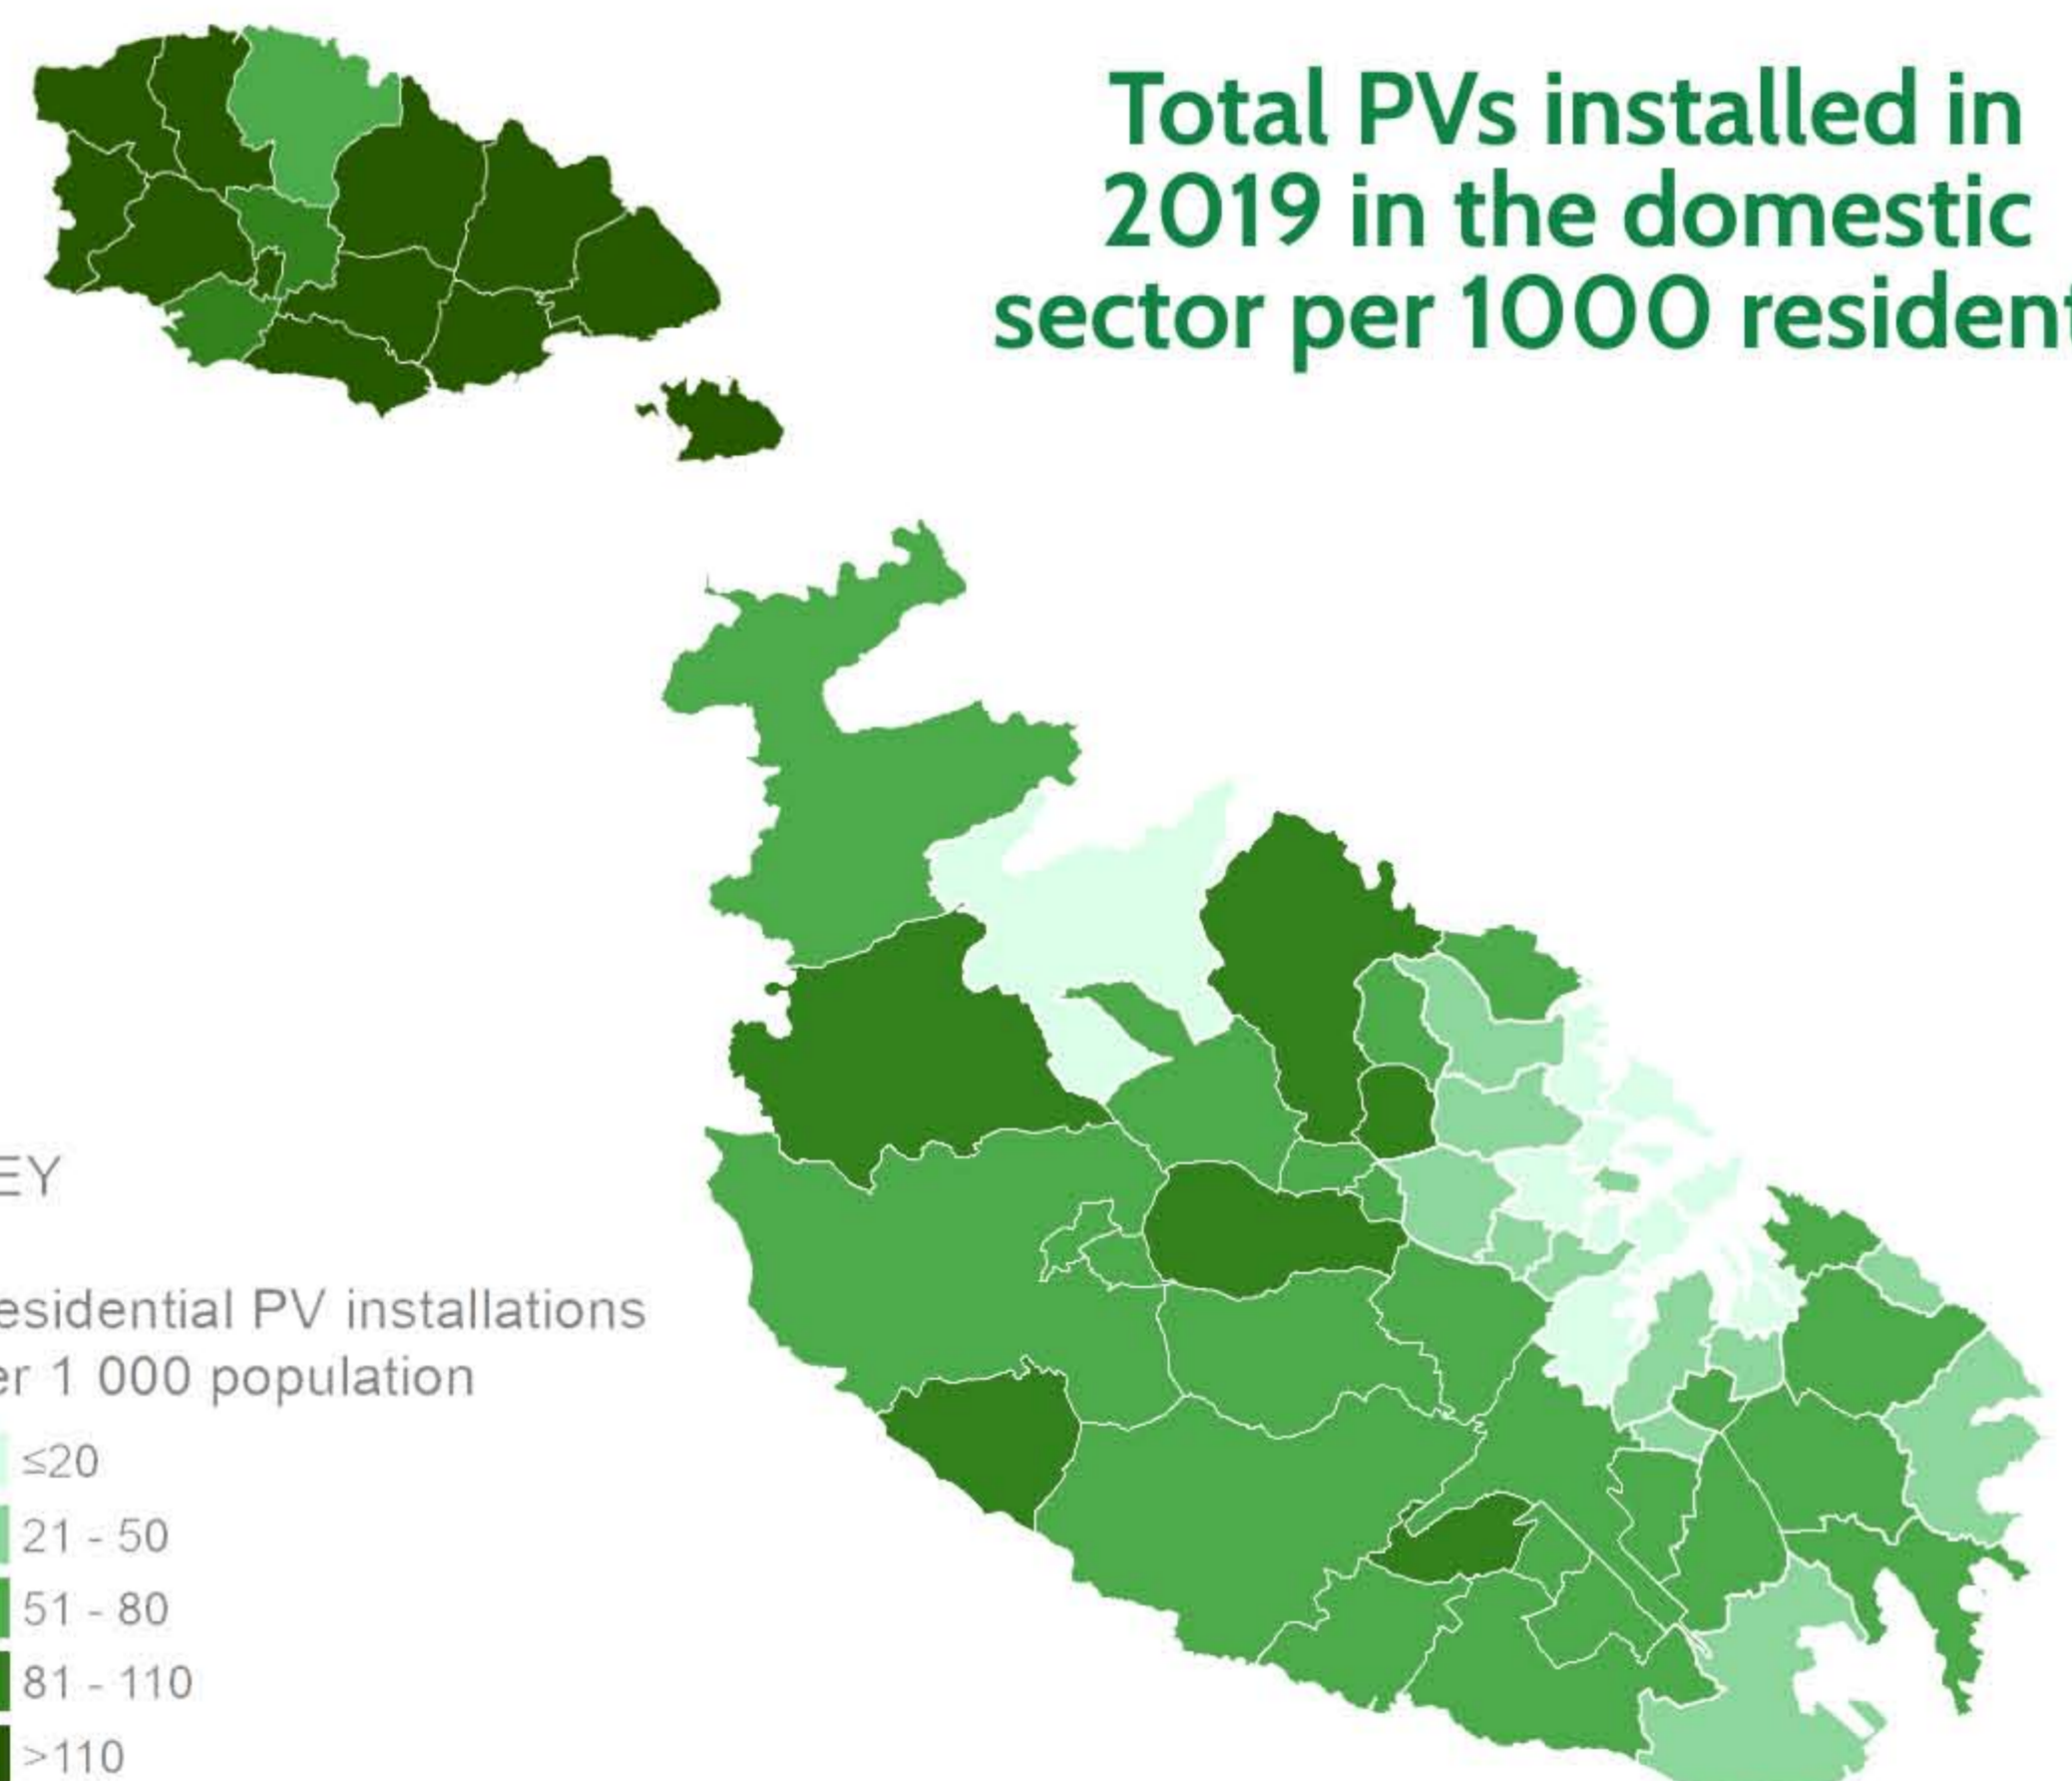 Total PVs installed in
2019 in the domestic
sector per 1000 resident
EY
esidential PV installations
er 1 000 population
≤20
21 - 50
51 - 80
81 - 110
>110